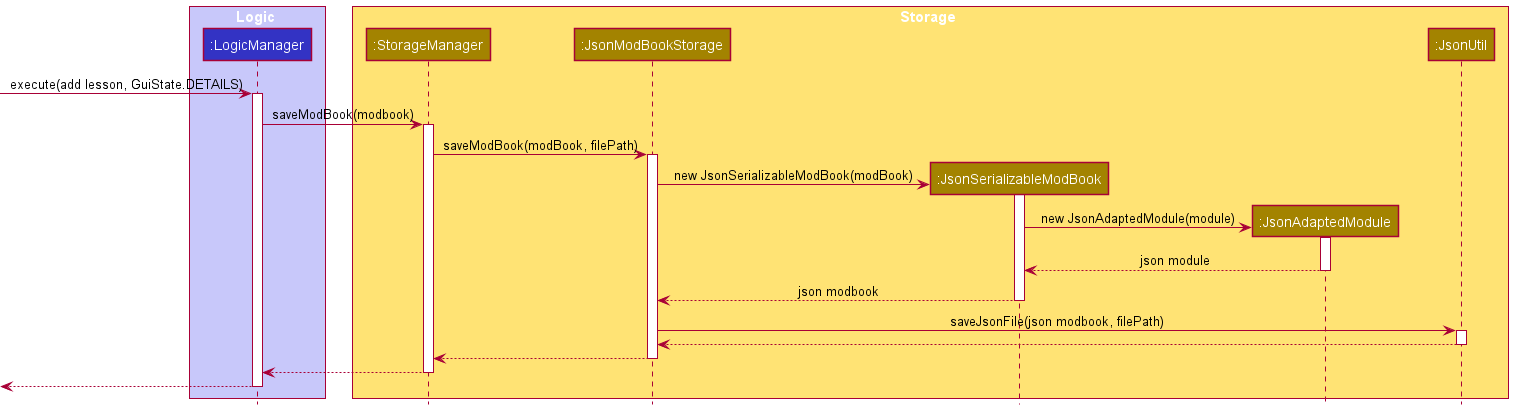 Logic
Storage
:LogicManager
:StorageManager
:JsonModBookStorage
:JsonUtil
execute(add lesson, GuiState.DETAILS)
saveModBook(modbook)
saveModBook(modBook, filePath)
new JsonSerializableModBook(modBook)
:JsonSerializableModBook
new JsonAdaptedModule(module)
:JsonAdaptedModule
json module
json modbook
saveJsonFile(json modbook, filePath)